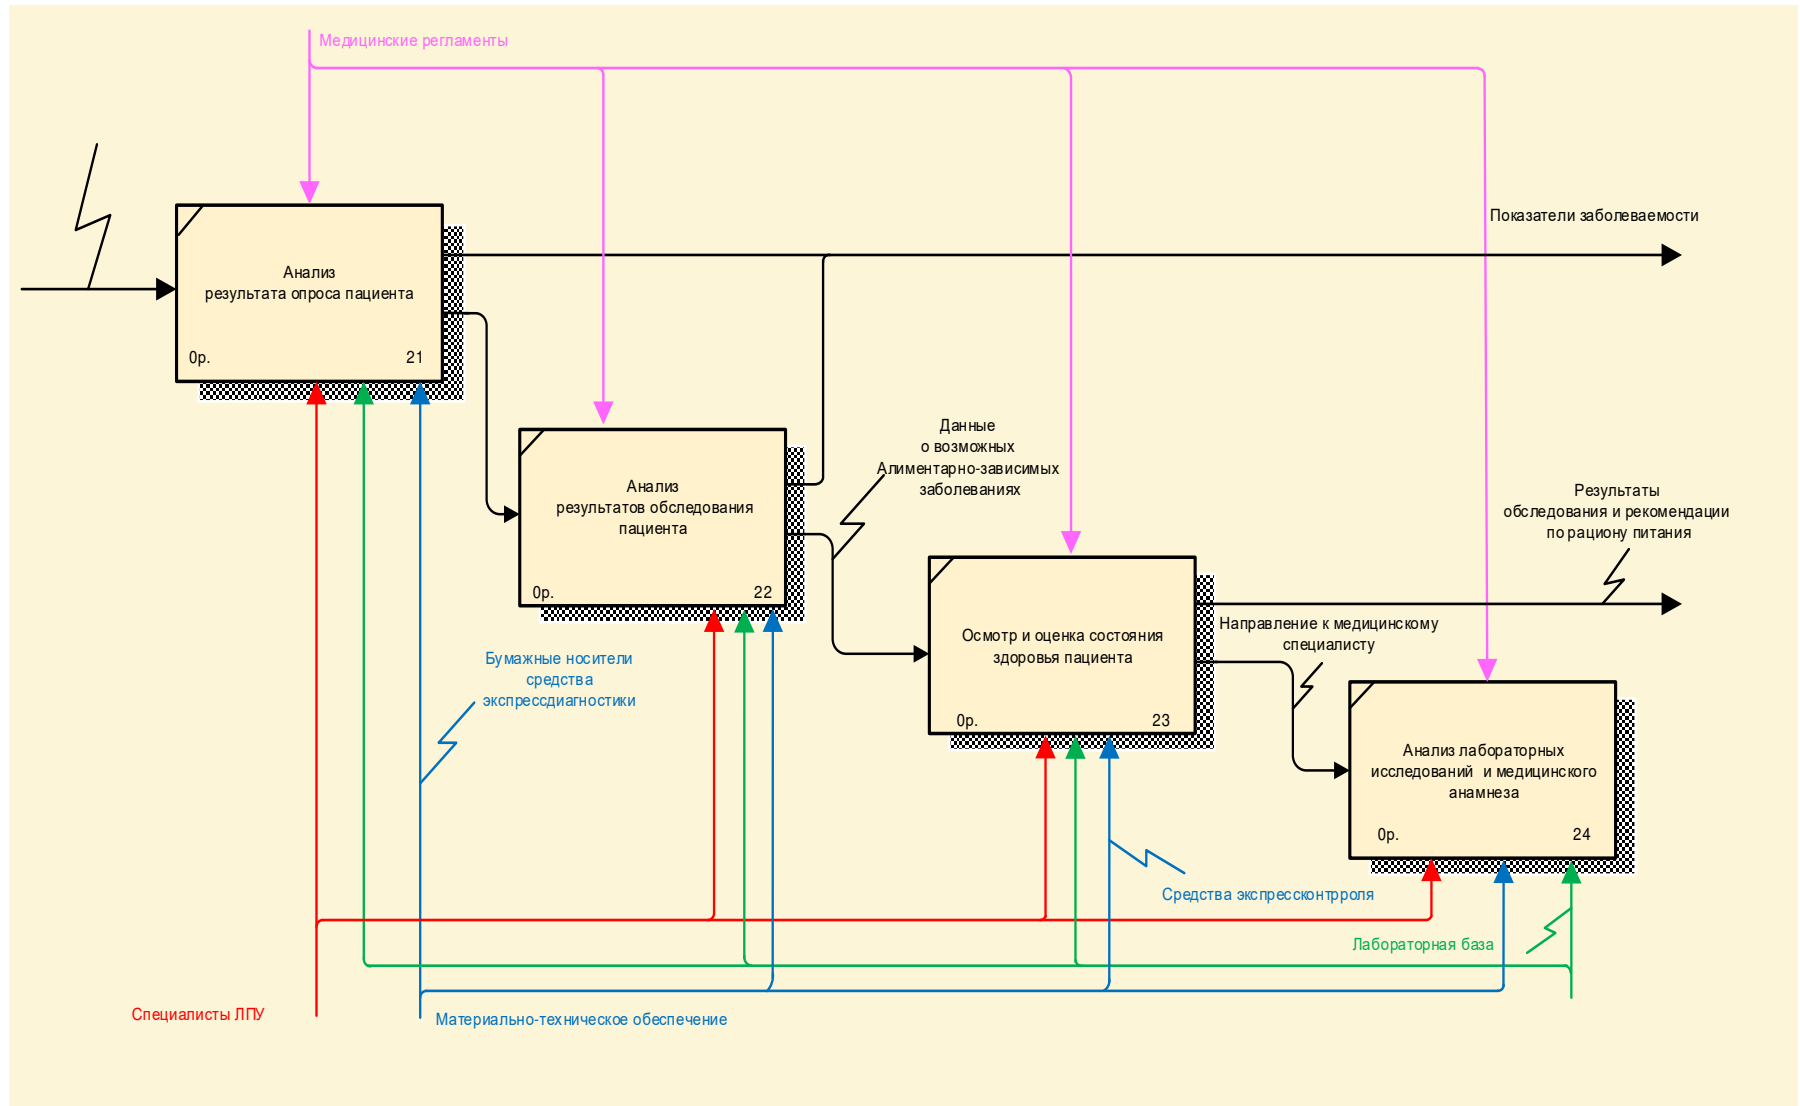 Медицинские регламенты
Показатели заболеваемости
Анализ
результата опроса пациента
0р.
21
Данные
о возможных
Алиментарно-зависимых
заболеваниях
Анализ
результатов обследования
пациента
0р.
22
Результаты
обследования и рекомендации
по рациону питания
Направление к медицинскому
специалисту
Осмотр и оценка состояния
здоровья пациента
0р.
23
Бумажные носители
средства
экспрессдиагностики
Анализ лабораторных
исследований и медицинского
анамнеза
0р.
24
Средства экспрессконтрроля
Лабораторная база
Специалисты ЛПУ
Материально-техническое обеспечение